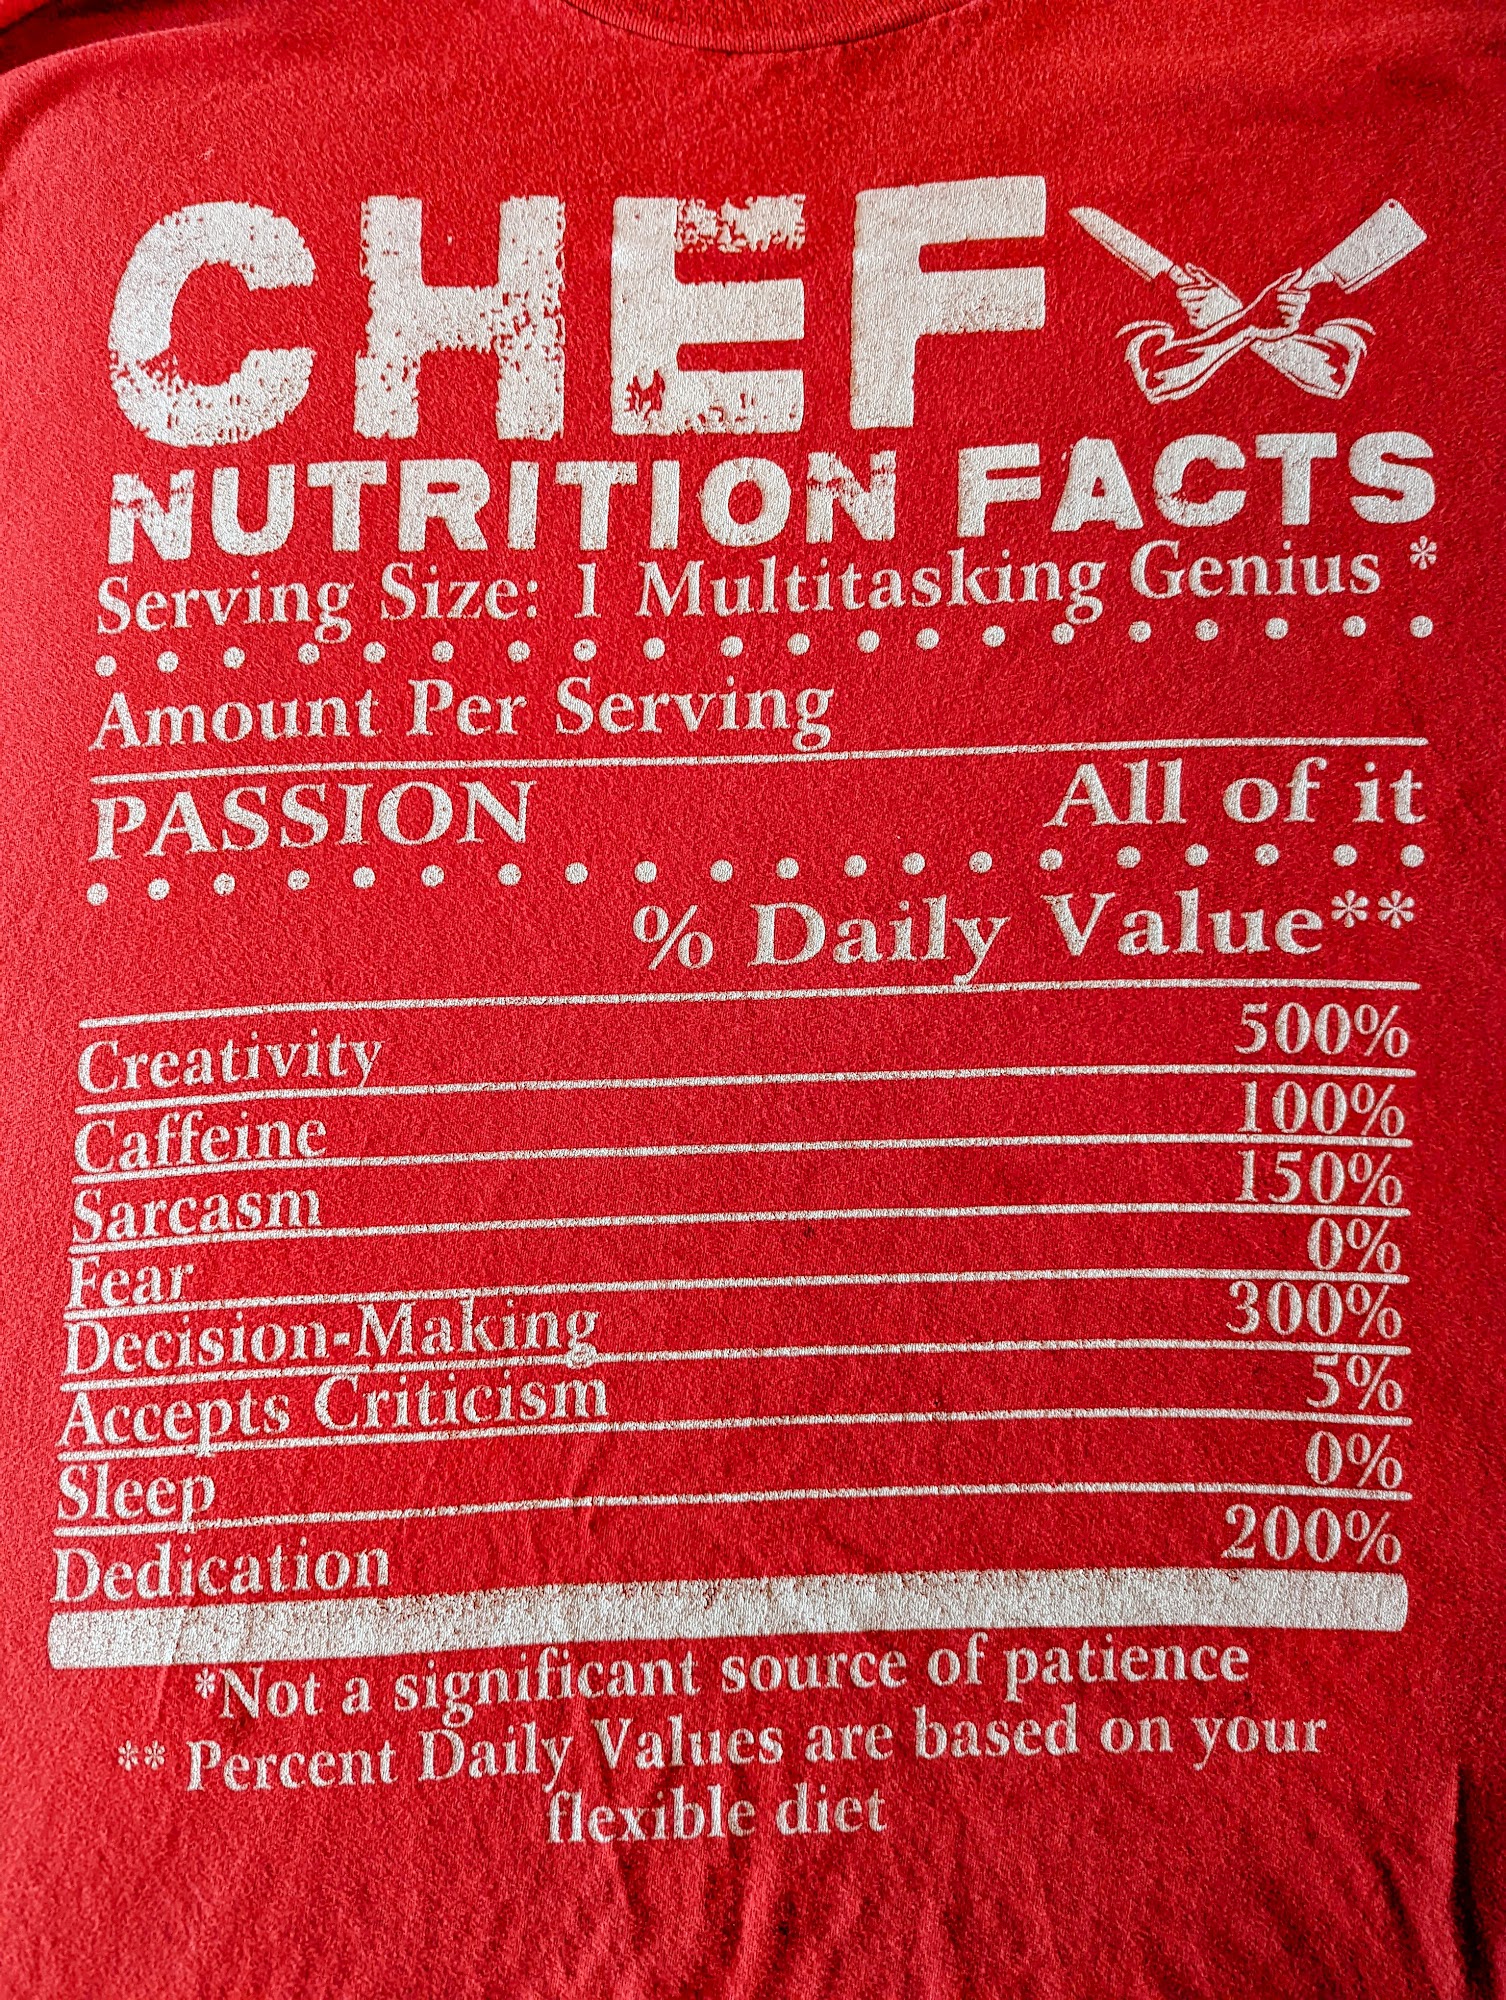 CHEF
NUTRITION FACTS
Serving Size: 1 Multitasking Genius *
Amount Per Serving
PASSION All of it
% Daily Value**
Creativity 500%
Caffeine 100%
Sarcasm 150%
Fear 0%
Decision-Making 300%
Accepts Criticism 5%
Sleep 0%
Dedication 200%
*Not a significant source of patience
** Percent Daily Values are based on your
flexible diet